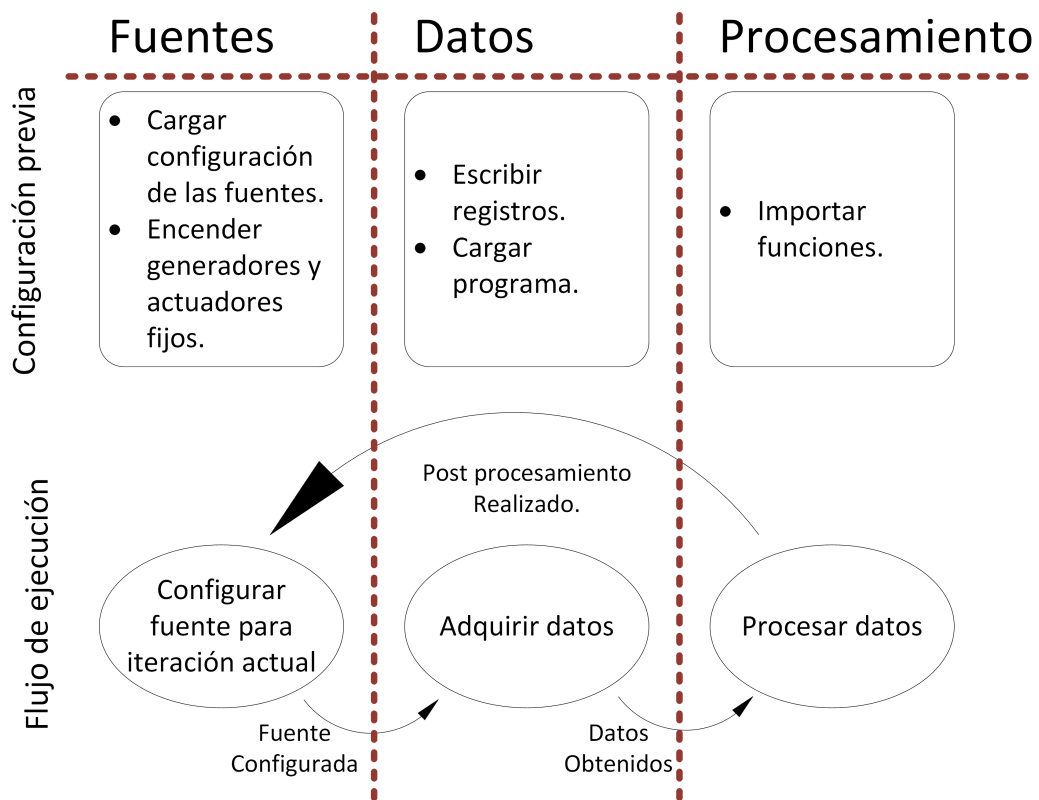 Fuentes
Datos
Procesamiento
Configuración previa
• Cargar
configuración
de las fuentes.
• Encender
generadores y
actuadores
fijos.
• Escribir
registros.
• Cargar
programa.
• Importar
funciones.
Flujo de ejecución
Post procesamiento
Realizado.
Configurar
fuente para
iteración actual
Adquirir datos
Procesar datos
Fuente
Configurada
Datos
Obtenidos